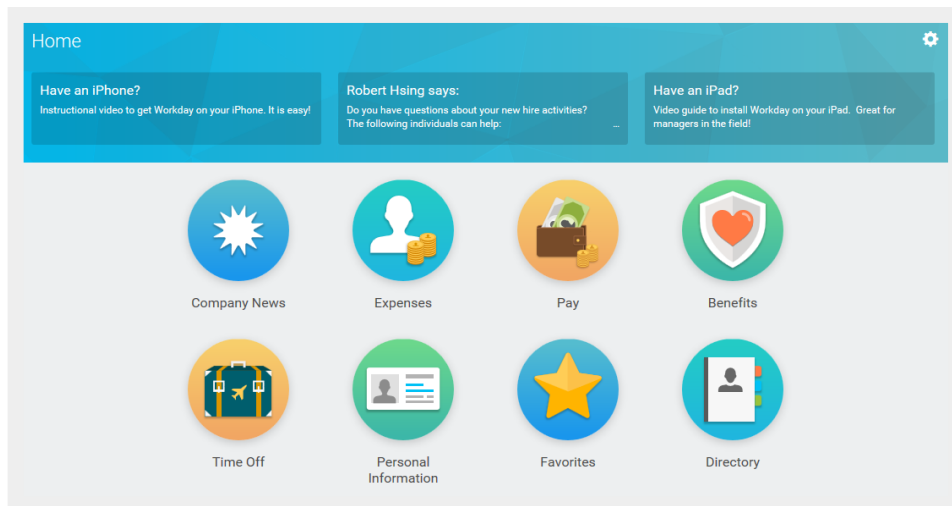 Home
Have an iPhone?
Instructional video to get Workday on your iPhone. It is easy!
Robert Hsing says:
Do you have questions about your new hire activities?
The following individuals can help:
...
Have an iPad?
Video guide to install Workday on your iPad.  Great for
managers in the field!
Company News
Expenses
Pay
Benefits
Time Off
Personal
Information
Favorites
Directory